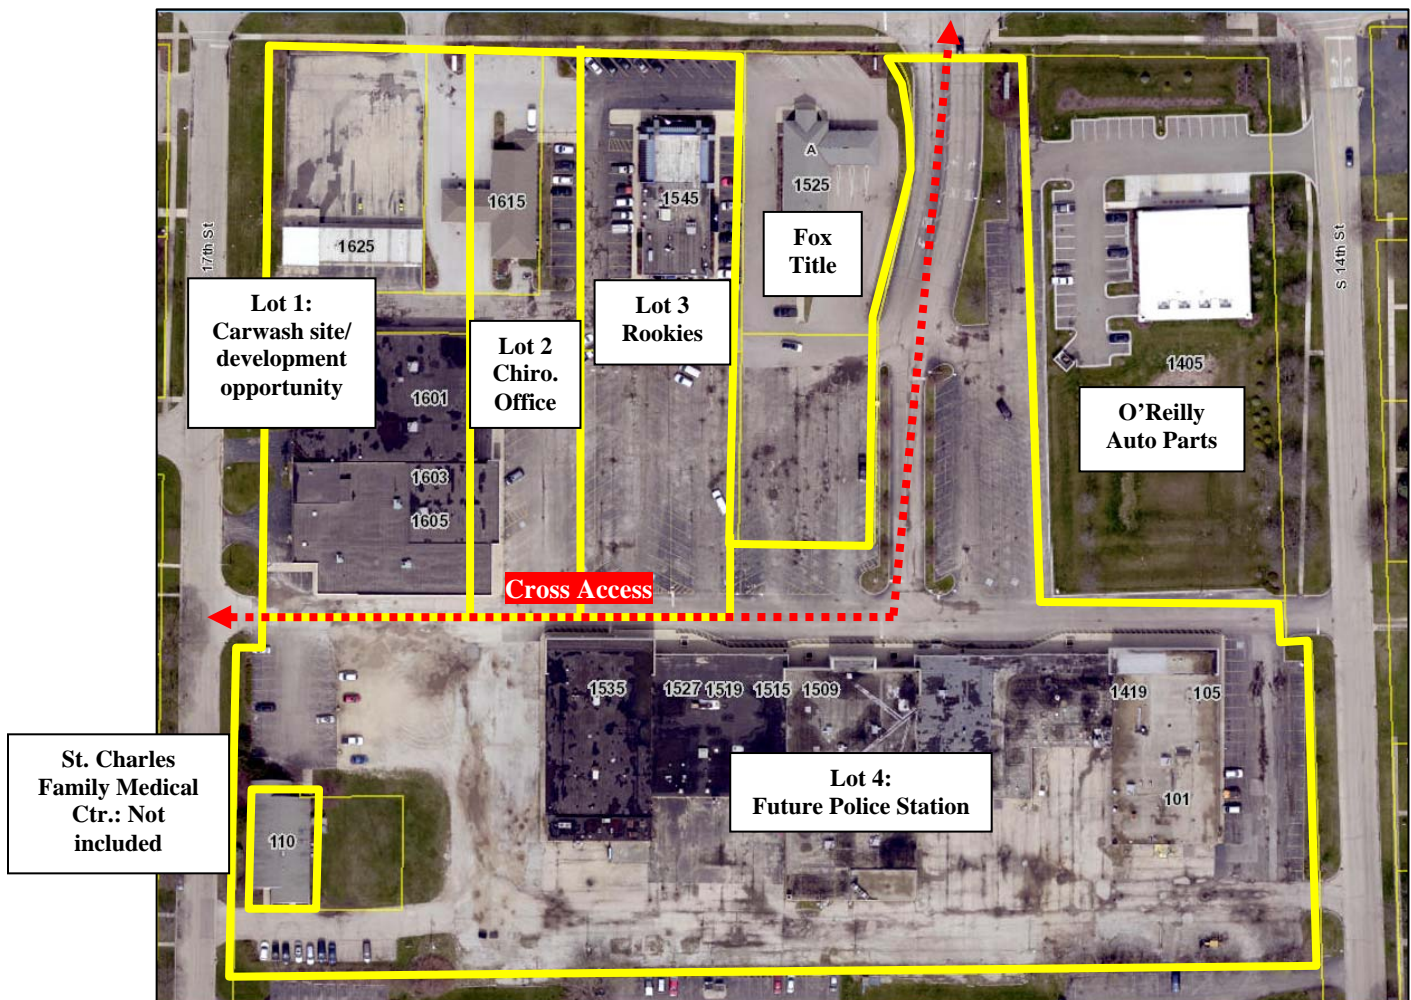 A
1525
1615
1545
1625
17th St
S 14th St
Fox
Title
Lot 1:
Carwash site/
development
opportunity
Lot 2
Chiro.
Office
Lot 3
Rookies
1405
O’Reilly
Auto Parts
1601
1603
1605
Cross Access
1535
1527
1519
1515
1509
1419
105
St. Charles
Family Medical
Ctr.: Not
included
Lot 4:
Future Police Station
101
110